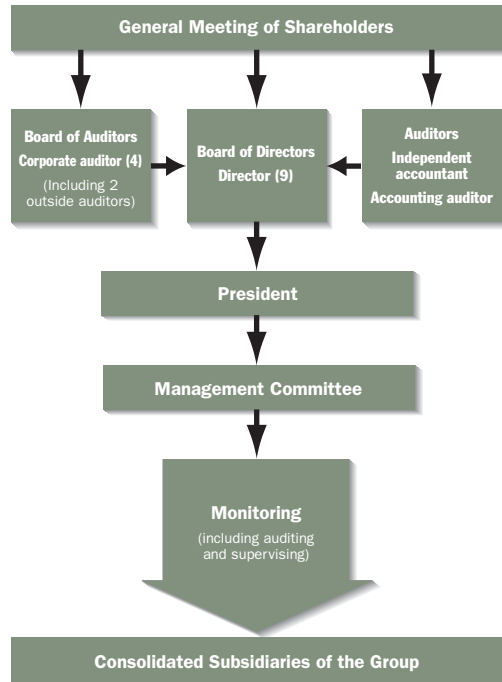 General Meeting of Shareholders
Board of Auditors
Corporate auditor (4)
(Including 2
outside auditors)
Board of Directors
Director (9)
Auditors
Independent
accountant
Accounting auditor
President
Management Committee
Monitoring
(including auditing
and supervising)
Consolidated Subsidiaries of the Group